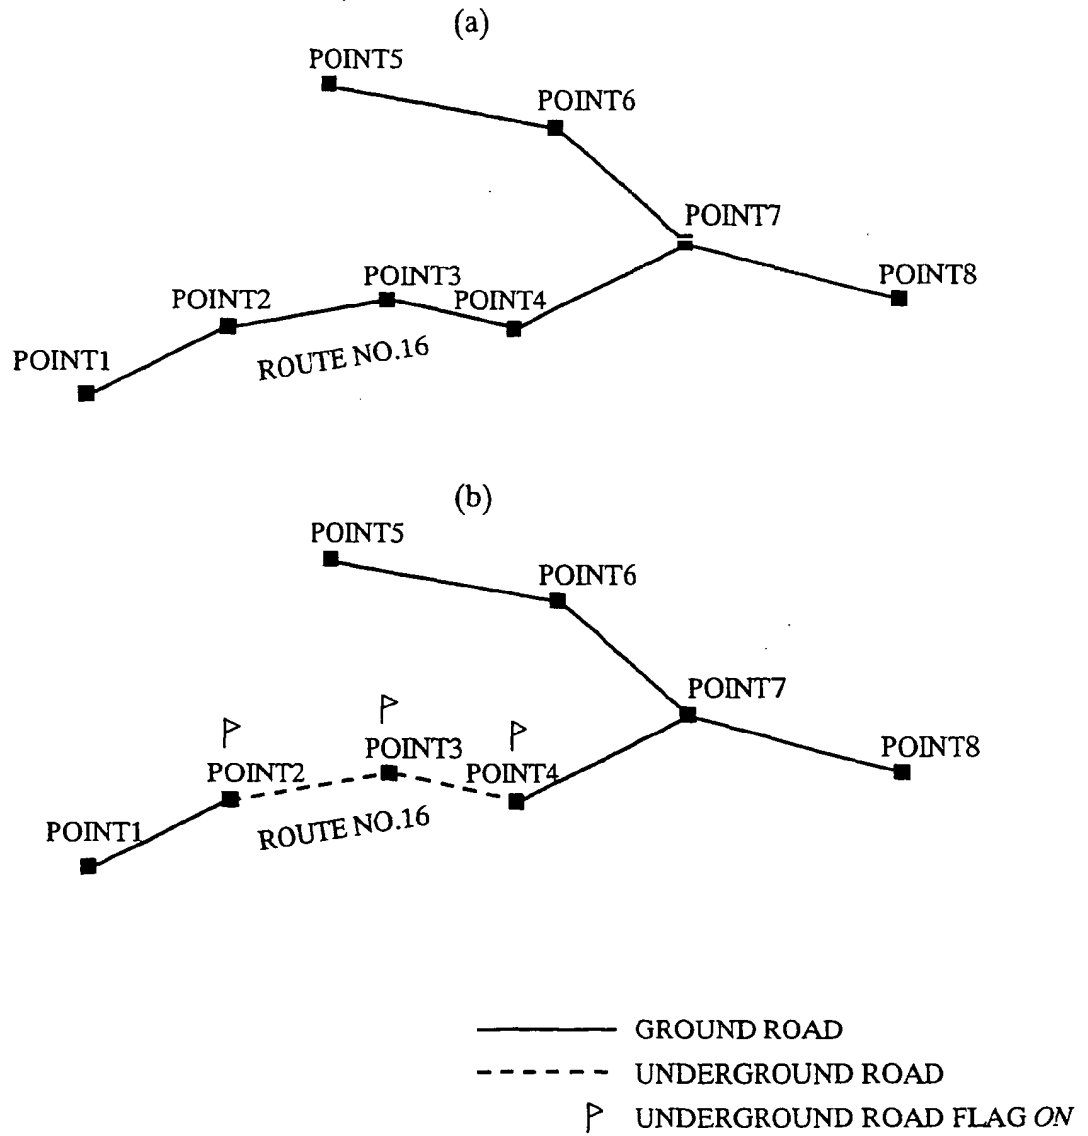 (a)
POINT5
POINT6
POINT7
POINT8
POINT3
POINT2
POINT4
POINT1
ROUTE NO.16
(b)
POINT5
POINT6
POINT7
POINT8
POINT3
POINT2
POINT4
POINT1
ROUTE NO.16
GROUND ROAD
UNDERGROUND ROAD
UNDERGROUND ROAD FLAG ON